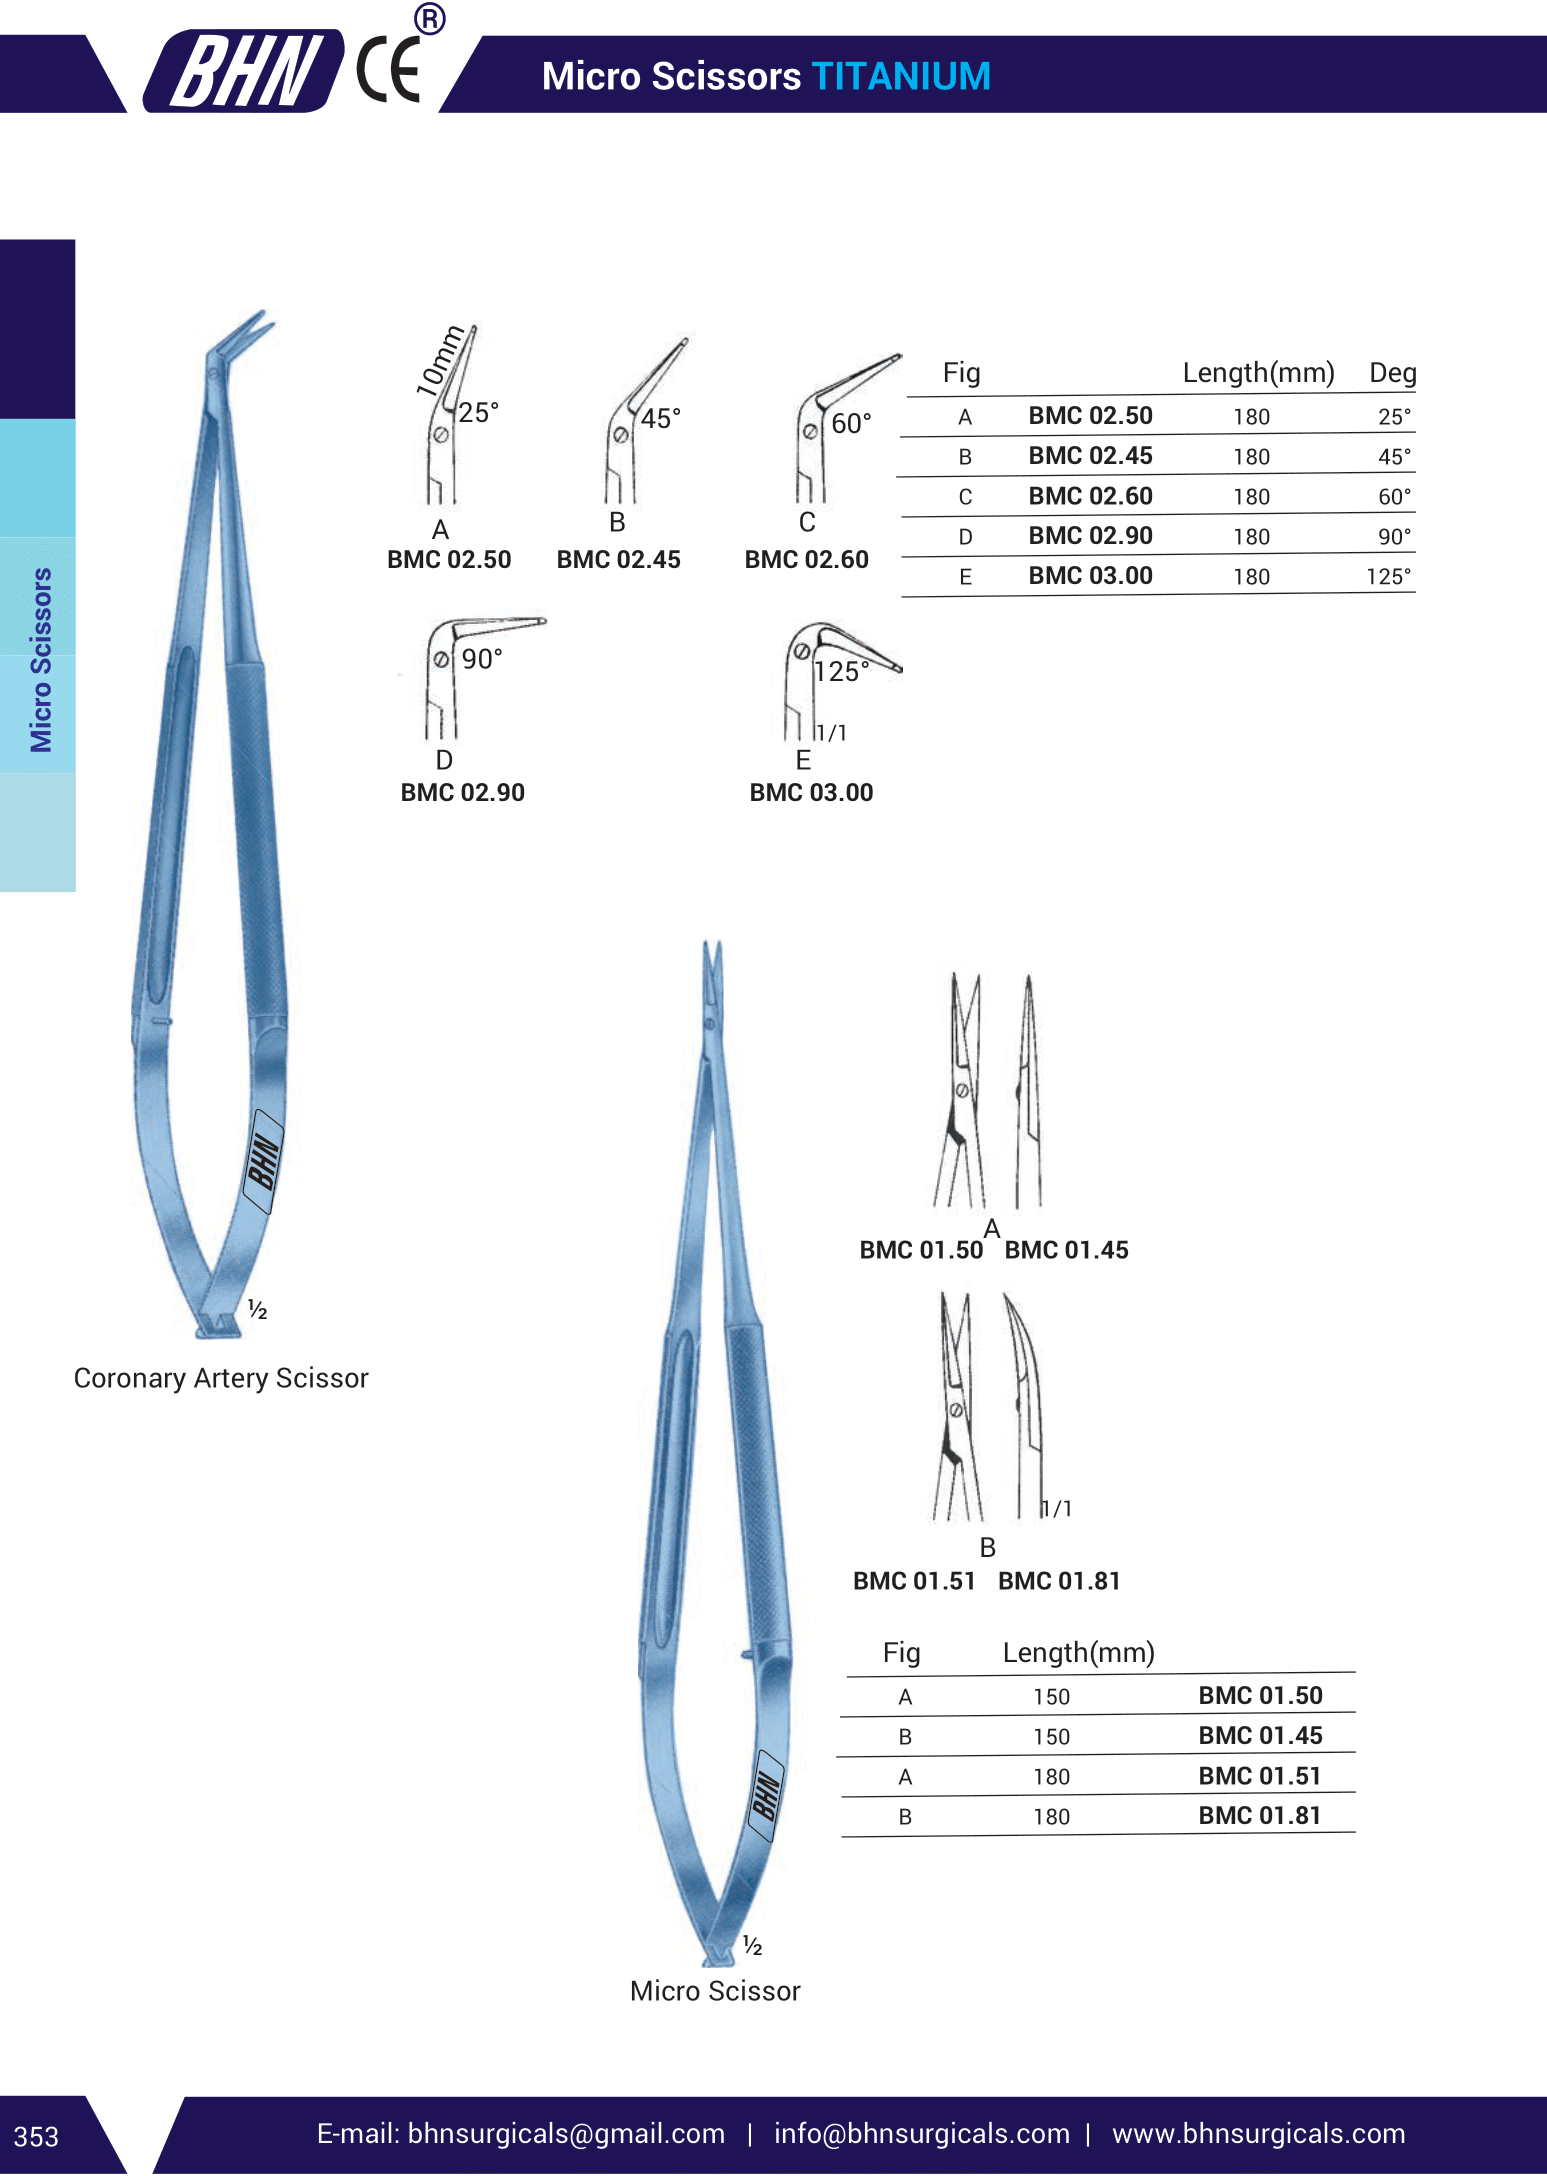 BHN CE ®
Micro Scissors TITANIUM
Micro Scissors
10mm
25°
45°
60°
A
B
C
BMC 02.50
BMC 02.45
BMC 02.60
90°
125°
1/1
D
E
BMC 02.90
BMC 03.00
Fig Length(mm) Deg
A BMC 02.50 180 25°
B BMC 02.45 180 45°
C BMC 02.60 180 60°
D BMC 02.90 180 90°
E BMC 03.00 180 125°
BHN
½
Coronary Artery Scissor
A
BMC 01.50 BMC 01.45
1/1
B
BMC 01.51 BMC 01.81
Fig Length(mm)
A 150 BMC 01.50
B 150 BMC 01.45
A 180 BMC 01.51
B 180 BMC 01.81
BHN
½
Micro Scissor
353
E-mail: bhnsurgicals@gmail.com | info@bhnsurgicals.com | www.bhnsurgicals.com